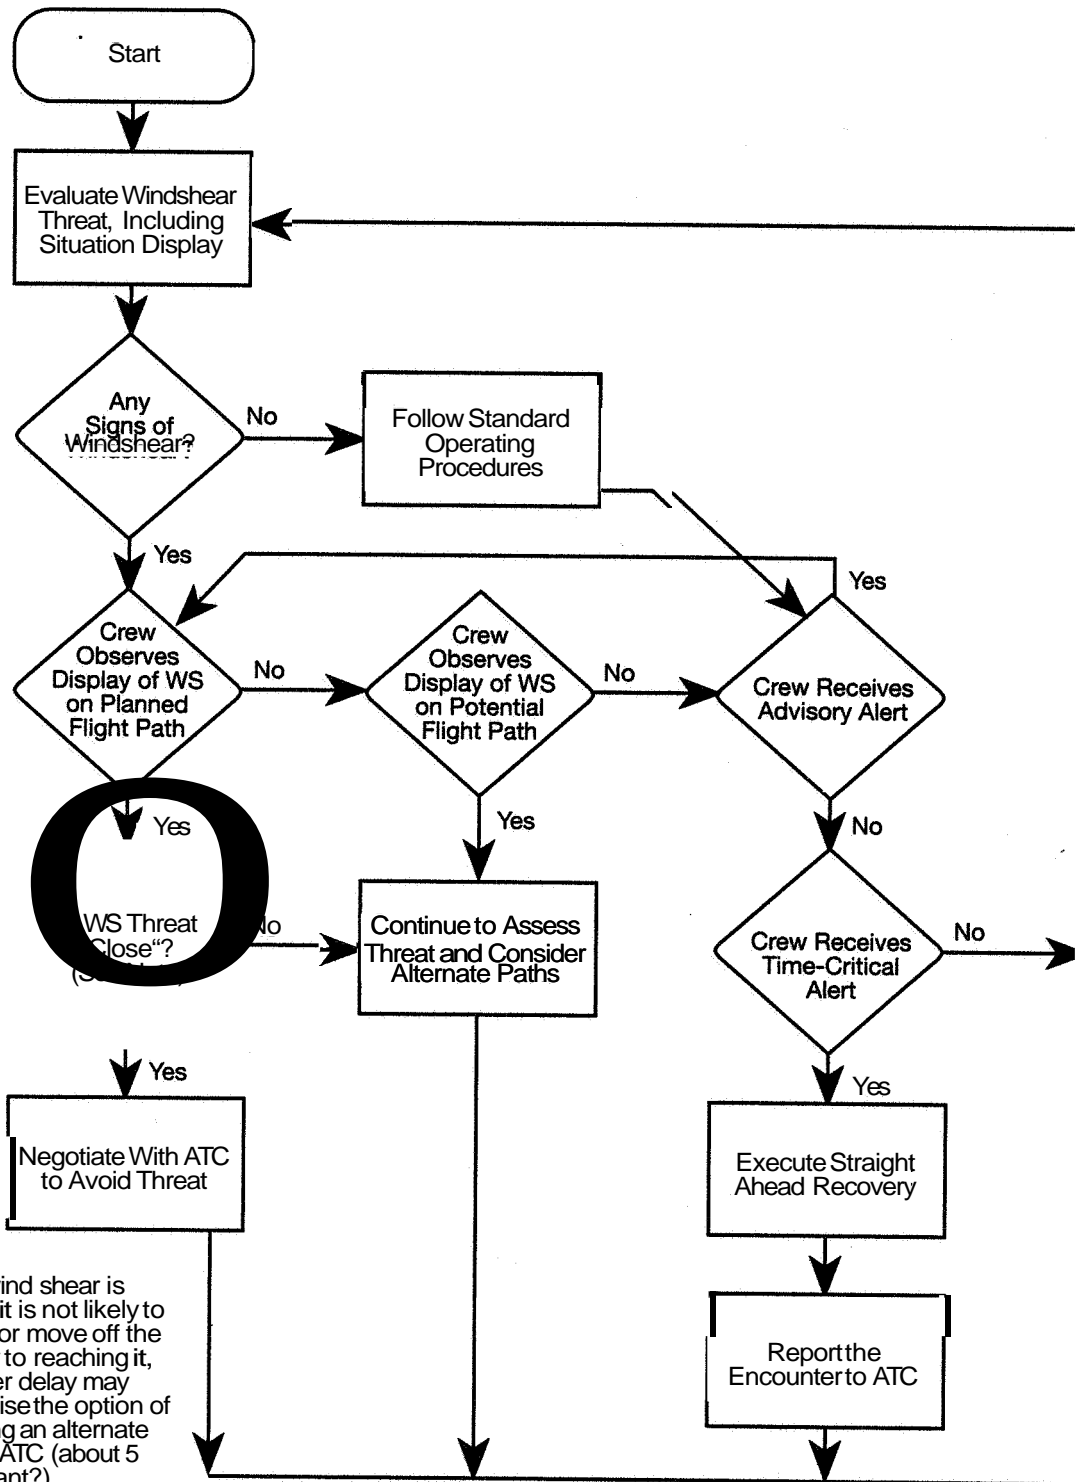 Start
Evaluate Windshear
Threat, Including
Situation Display
Any
Signs of
Windshear?
No
Follow Standard
Operating
Procedures
Yes
Yes
Crew
Observes
Display of WS
on Planned
Flight Path
No
Crew
Observes
Display of WS
on Potential
Flight Path
No
Crew Receives
Advisory Alert
Yes
Yes
No
WS Threat
Close“?
No
Continue to Assess
Threat and Consider
Alternate Paths
Crew Receives
Time-Critical
Alert
No
Yes
Yes
Negotiate With ATC
to Avoid Threat
Execute Straight
Ahead Recovery
Report the
Encounter to ATC
wind shear is
it is not likely to
or move off the
to reaching it,
delay may
the option of
an alternate
ATC (about 5